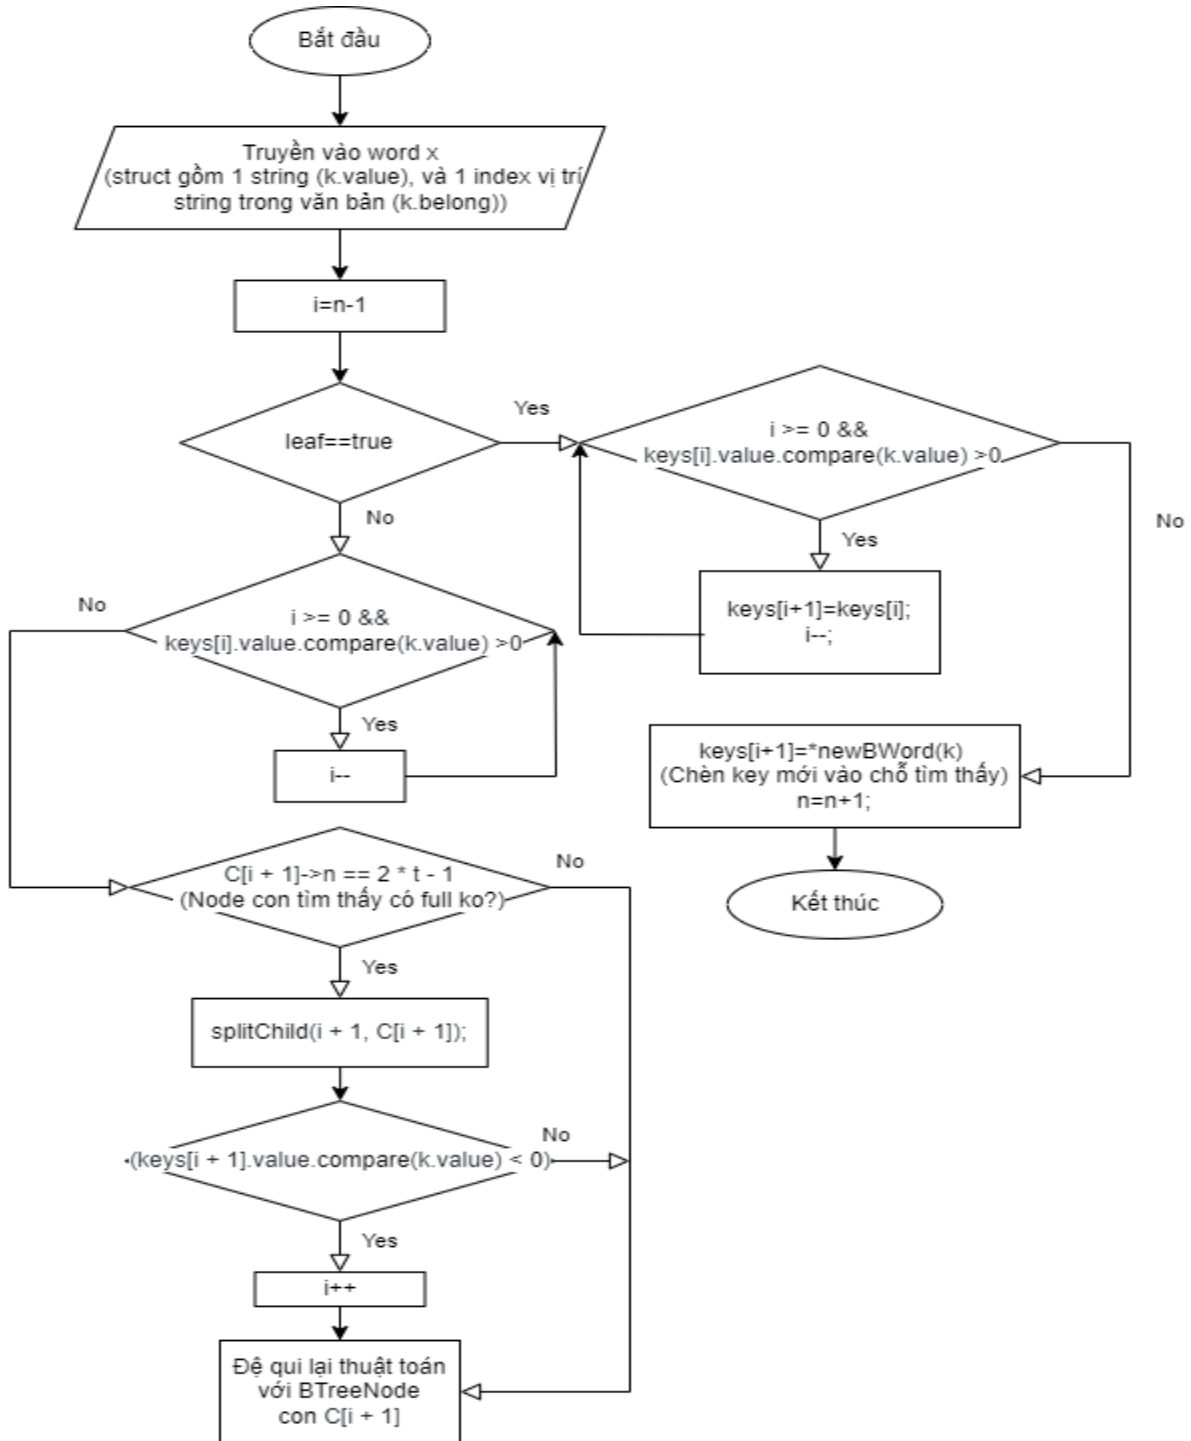 Bắt đầu
Truyền vào word x
(struct gồm 1 string (k.value), và 1 index vị trí
string trong văn bản (k.belong))
i=n-1
leaf==true
Yes
No
i >= 0 &&
keys[i].value.compare(k.value) >0
No
Yes
keys[i+1]=keys[i];
i--;
keys[i+1]=*newBWord(k)
(Chèn key mới vào chỗ tìm thấy)
n=n+1;
Kết thúc
i >= 0 &&
keys[i].value.compare(k.value) >0
No
Yes
i--
C[i + 1]->n == 2 * t - 1
(Node con tìm thấy có full ko?)
No
Yes
splitChild(i + 1, C[i + 1]);
(keys[i + 1].value.compare(k.value) < 0)
No
Yes
i++
Đệ qui lại thuật toán
với BTreeNode
con C[i + 1]